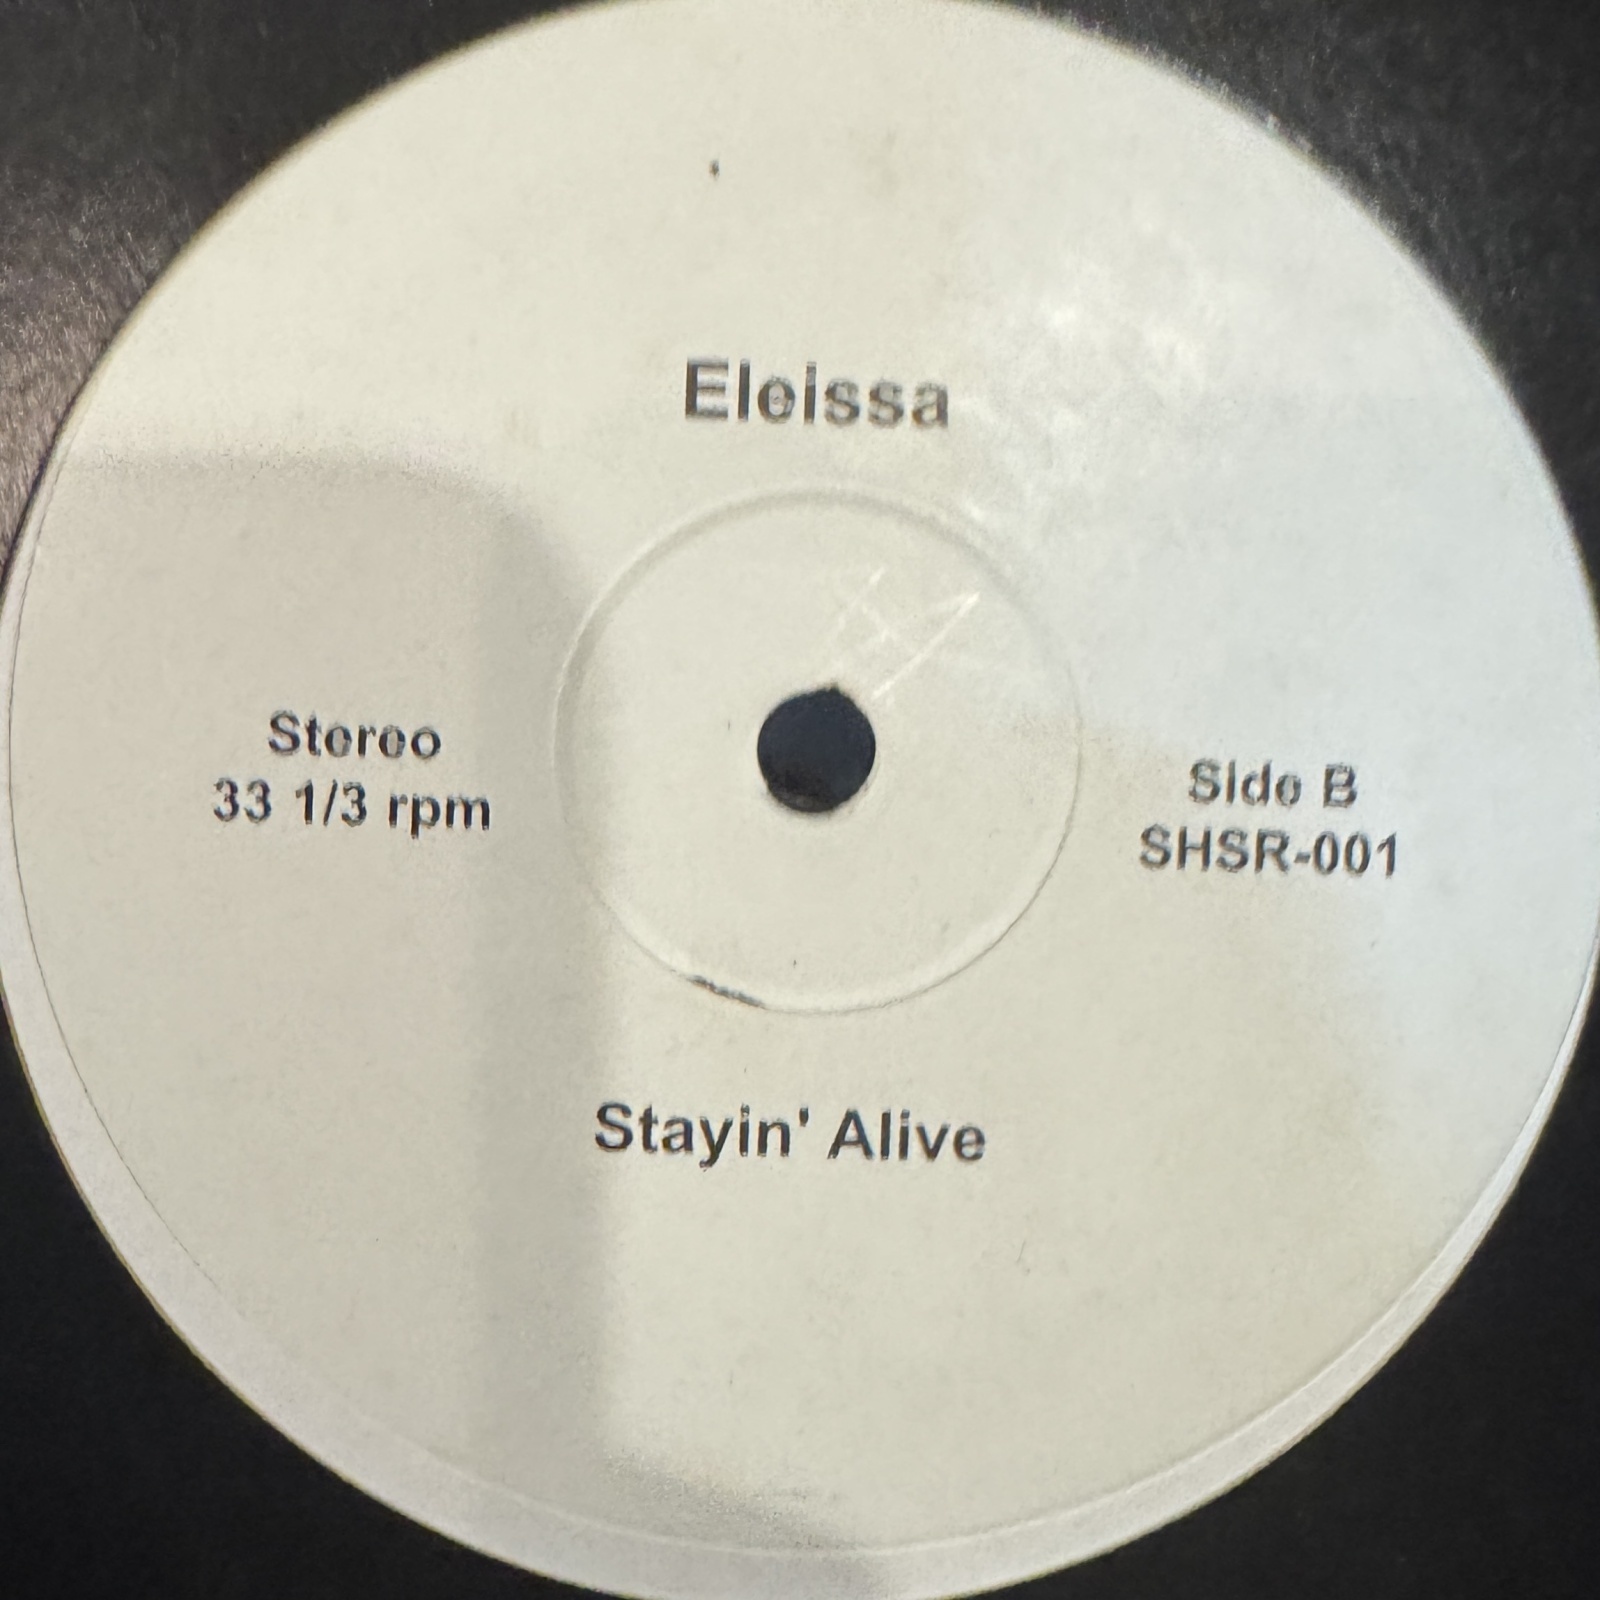 Eleissa
Stereo
33 1/3 rpm
Side B
SHSR-001
Stayin' Alive